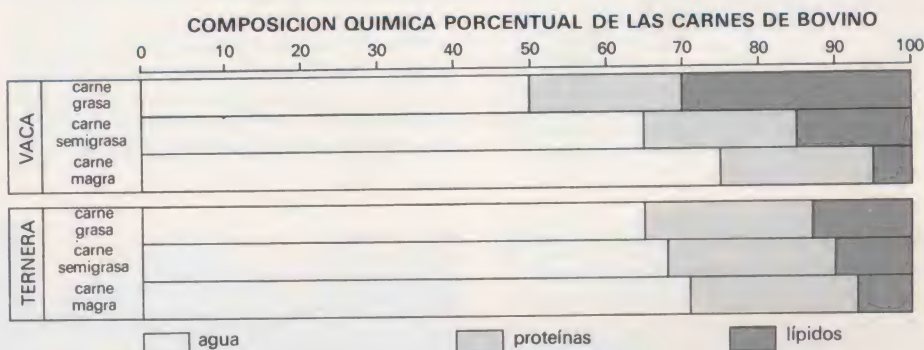 COMPOSICION QUIMICA PORCENTUAL DE LAS CARNES DE BOVINO
0 10 20 30 40 50 60 70 80 90 100
VACA
carne
grasa
carne
semigrasa
carne
magra
TERNERA
carne
grasa
carne
semigrasa
carne
magra
agua proteínas lípidos